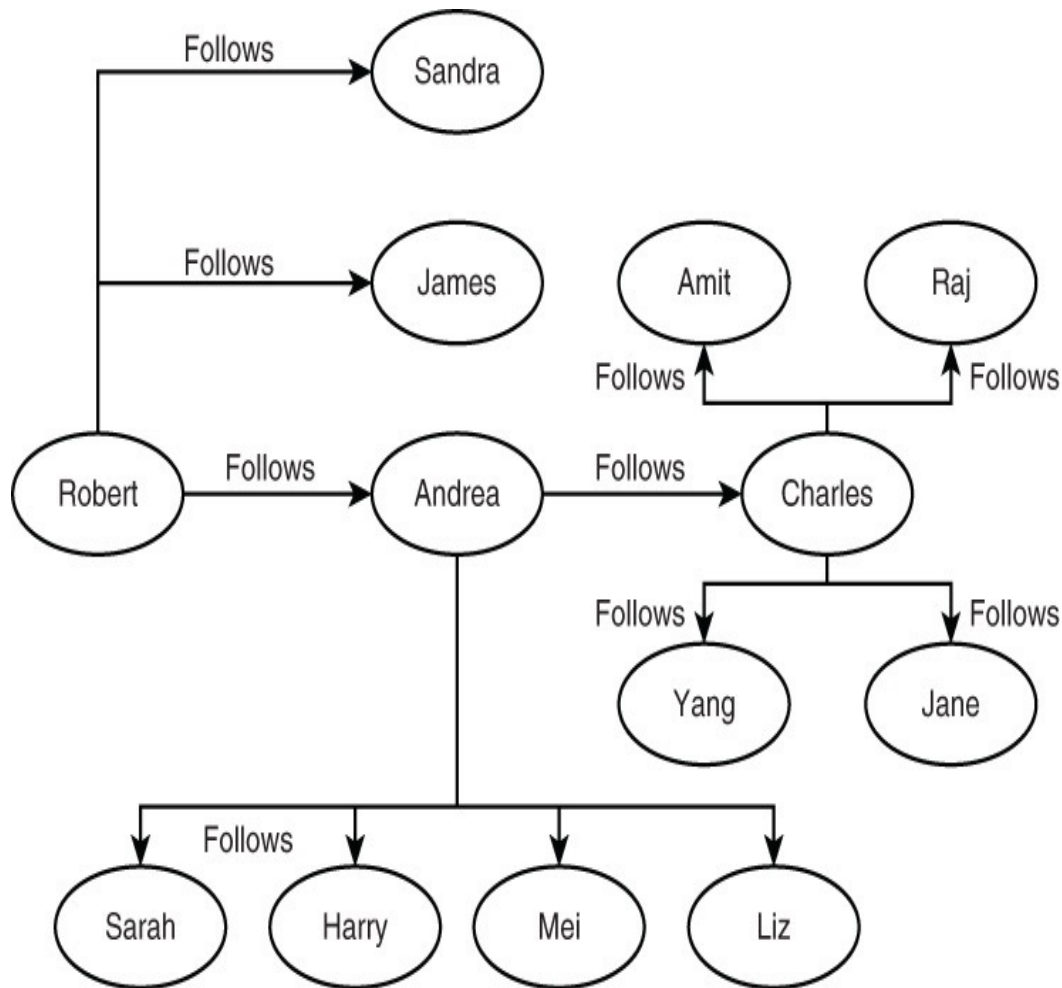 Follows
Sandra
Follows
James
Amit
Raj
Follows
Follows
Robert
Follows
Andrea
Follows
Charles
Follows
Follows
Yang
Jane
Follows
Sarah
Harry
Mei
Liz